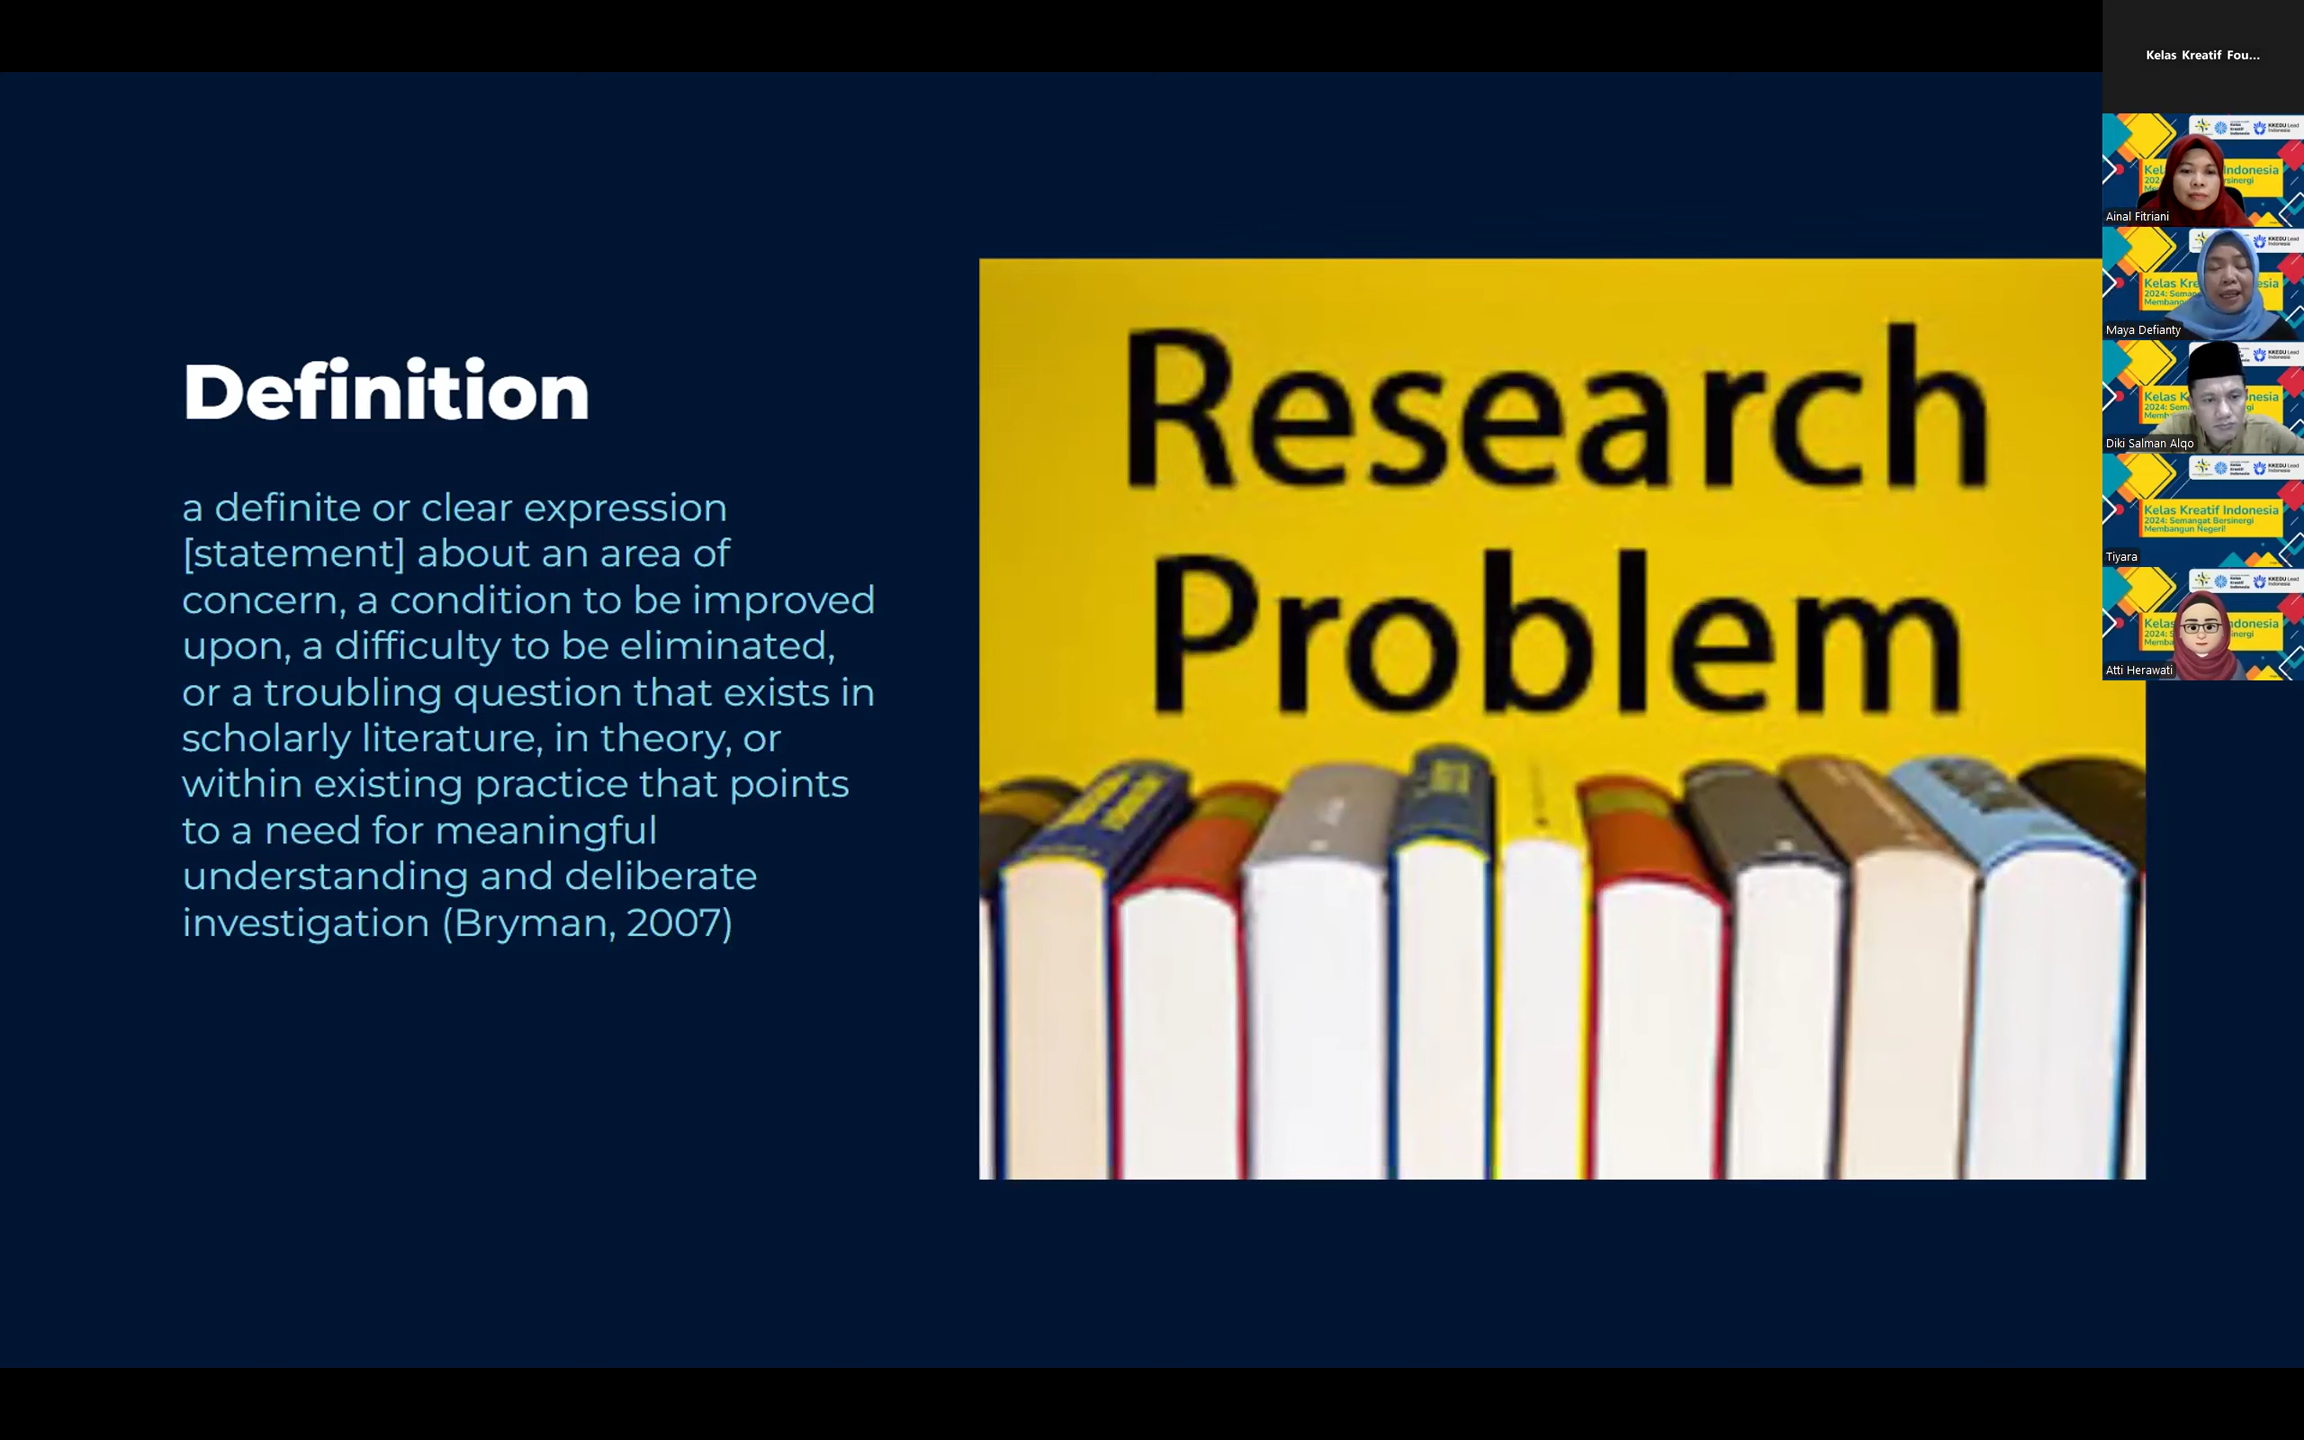 Definition
a definite or clear expression
[statement] about an area of
concern, a condition to be improved
upon, a difficulty to be eliminated,
or a troubling question that exists in
scholarly literature, in theory, or
within existing practice that points
to a need for meaningful
understanding and deliberate
investigation (Bryman, 2007)
Research
Problem
Kelas Kreatif Fou...
Ainal Fitriani
Maya Defianty
Diki Salman Alqo
Kelas Kreatif Indonesia
2024: Semangat Bersinergi
Membangun Negeri!
Tiyara
Atti Herawati